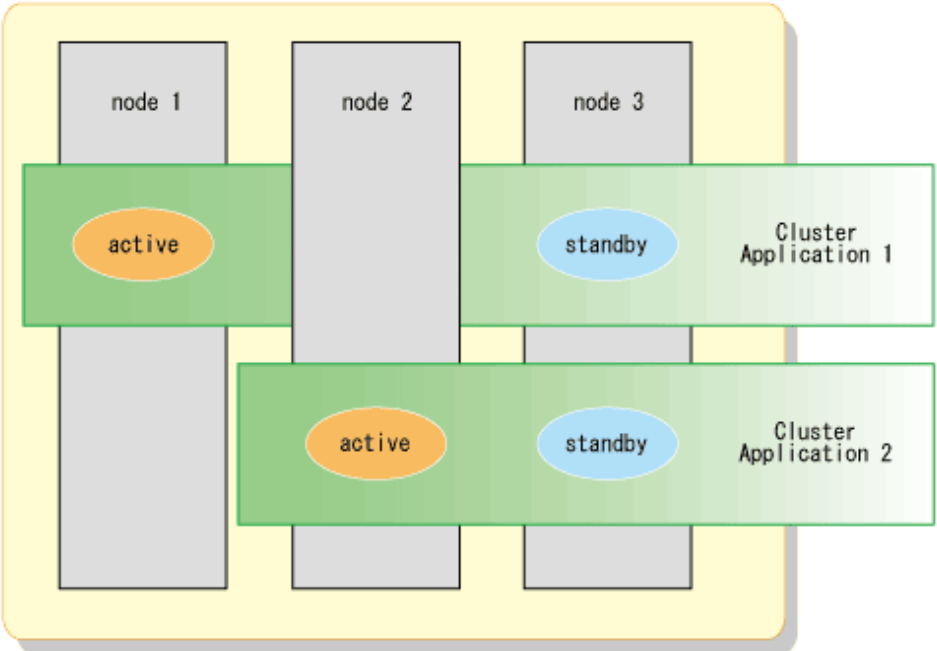 node 1
node 2
node 3
active
standby
Cluster
Application 1
active
standby
Cluster
Application 2